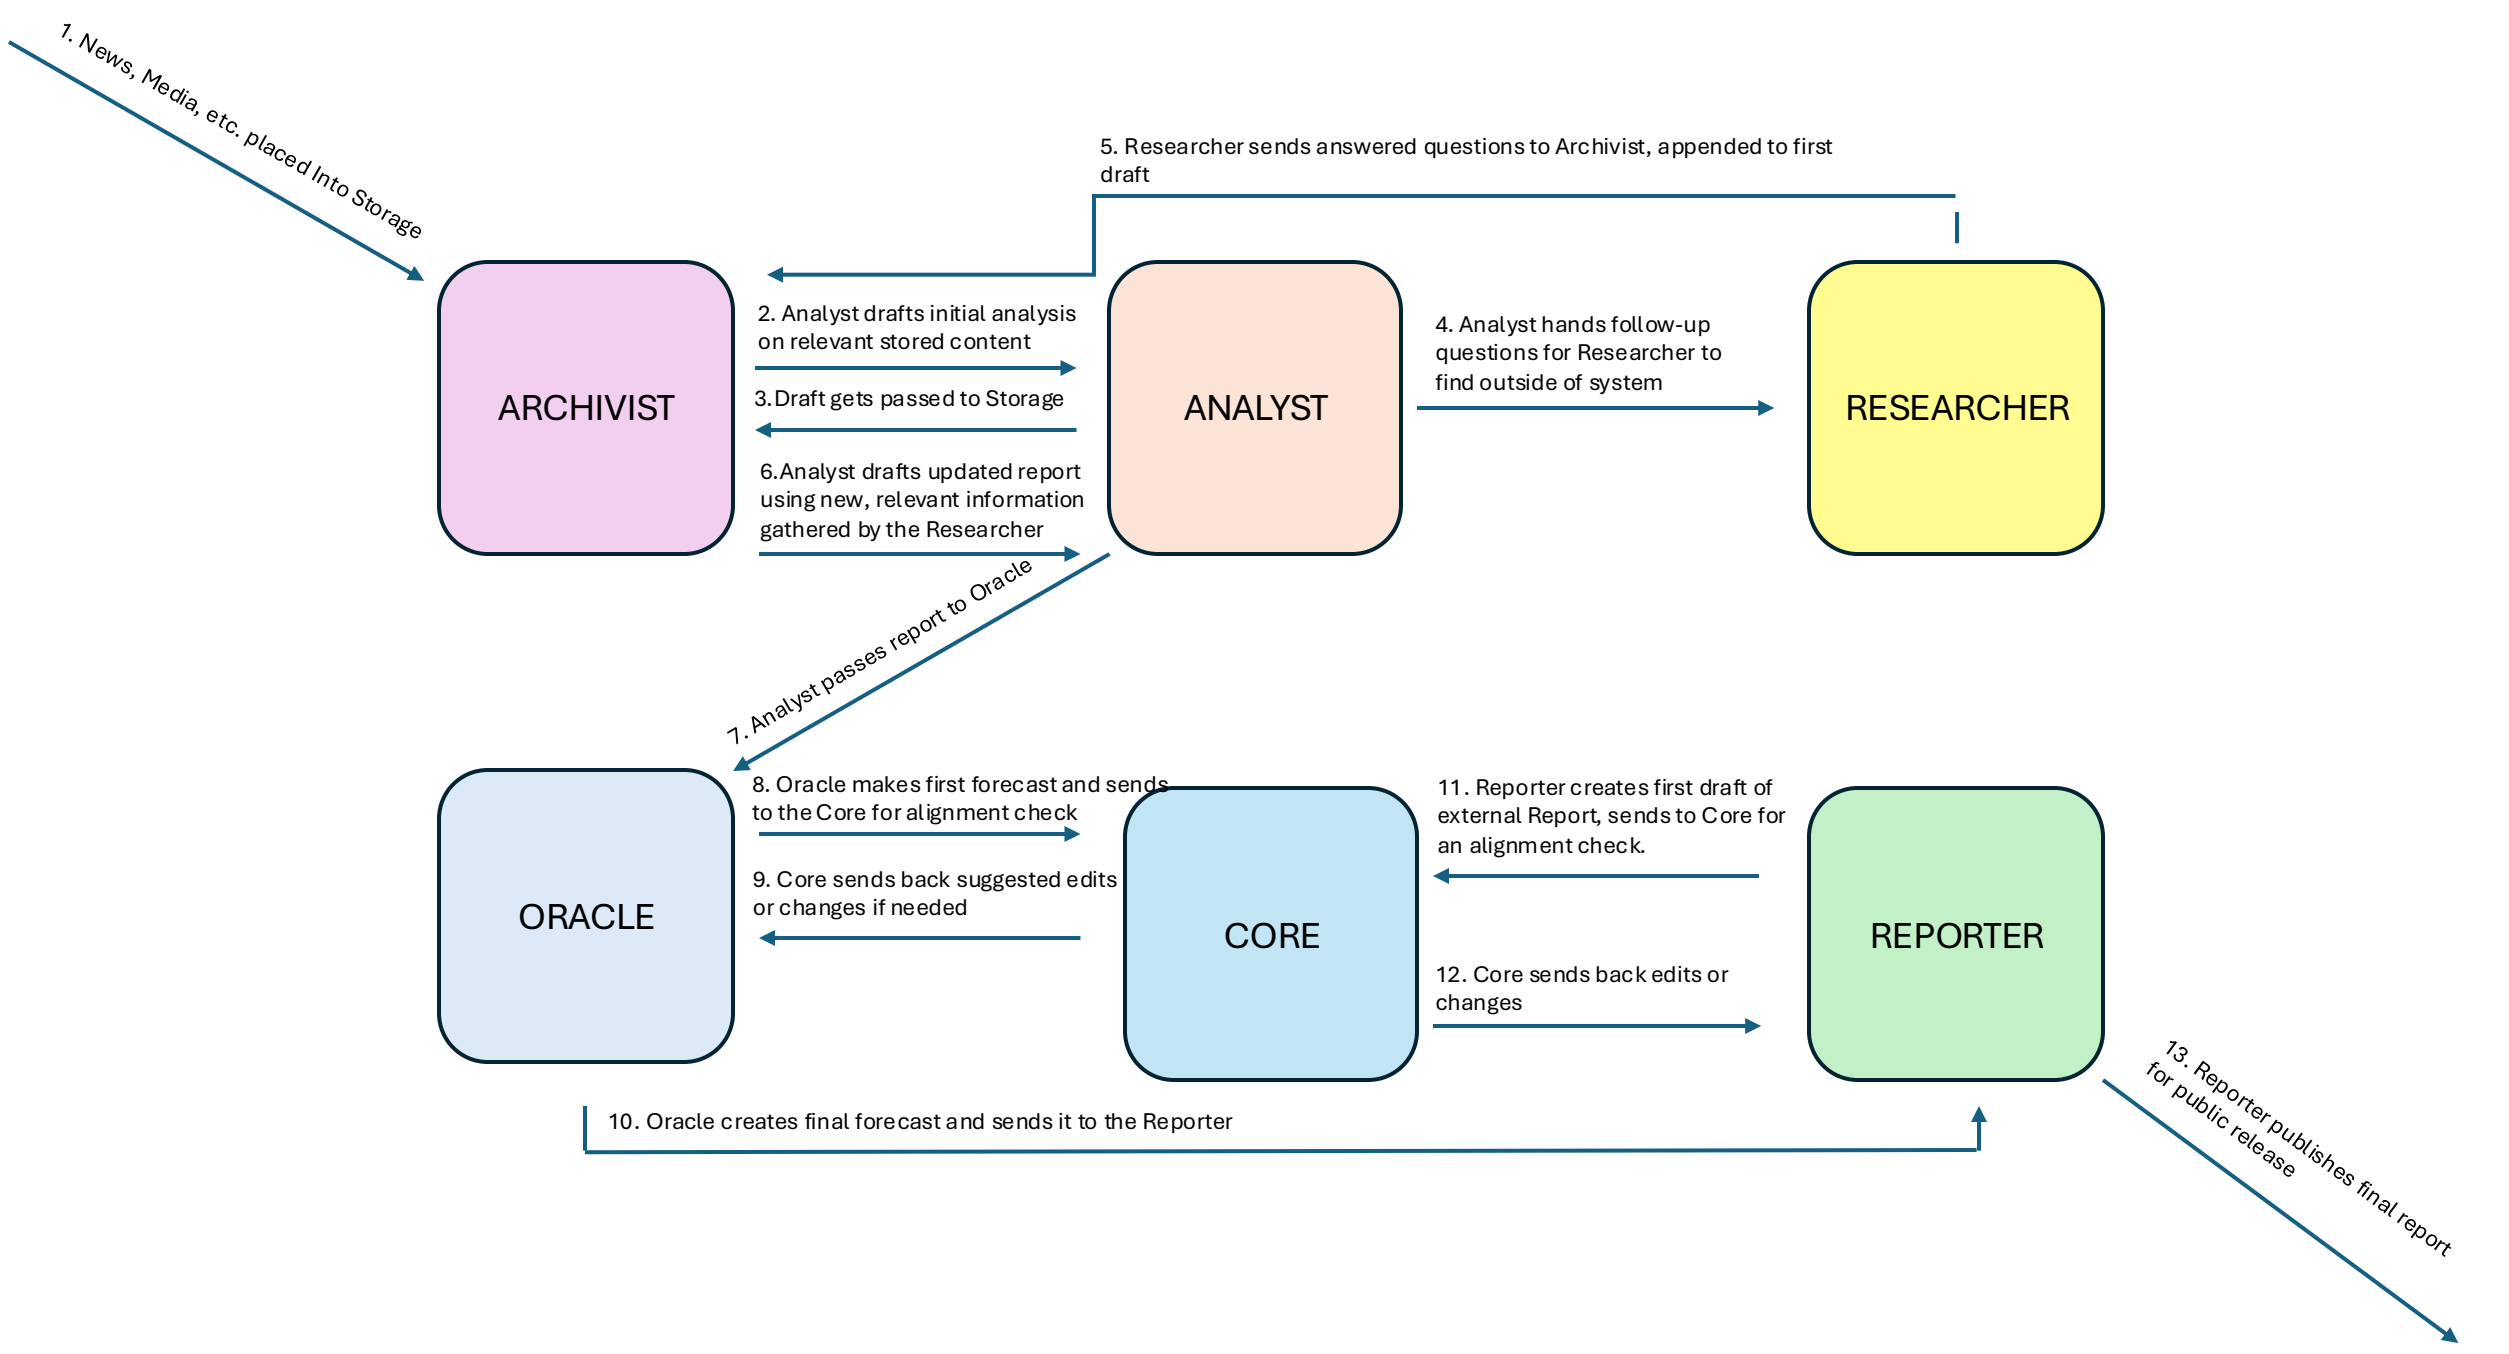 1. News, Media, etc. placed Into Storage
5. Researcher sends answered questions to Archivist, appended to first
draft
ARCHIVIST
2. Analyst drafts initial analysis
on relevant stored content
3.Draft gets passed to Storage
6.Analyst drafts updated report
using new, relevant information
gathered by the Researcher
ANALYST
4. Analyst hands follow-up
questions for Researcher to
find outside of system
RESEARCHER
7. Analyst passes report to Oracle
ORACLE
8. Oracle makes first forecast and sends
to the Core for alignment check
9. Core sends back suggested edits
or changes if needed
CORE
11. Reporter creates first draft of
external Report, sends to Core for
an alignment check.
12. Core sends back edits or
changes
REPORTER
10. Oracle creates final forecast and sends it to the Reporter
13. Reporter publishes final report
for public release